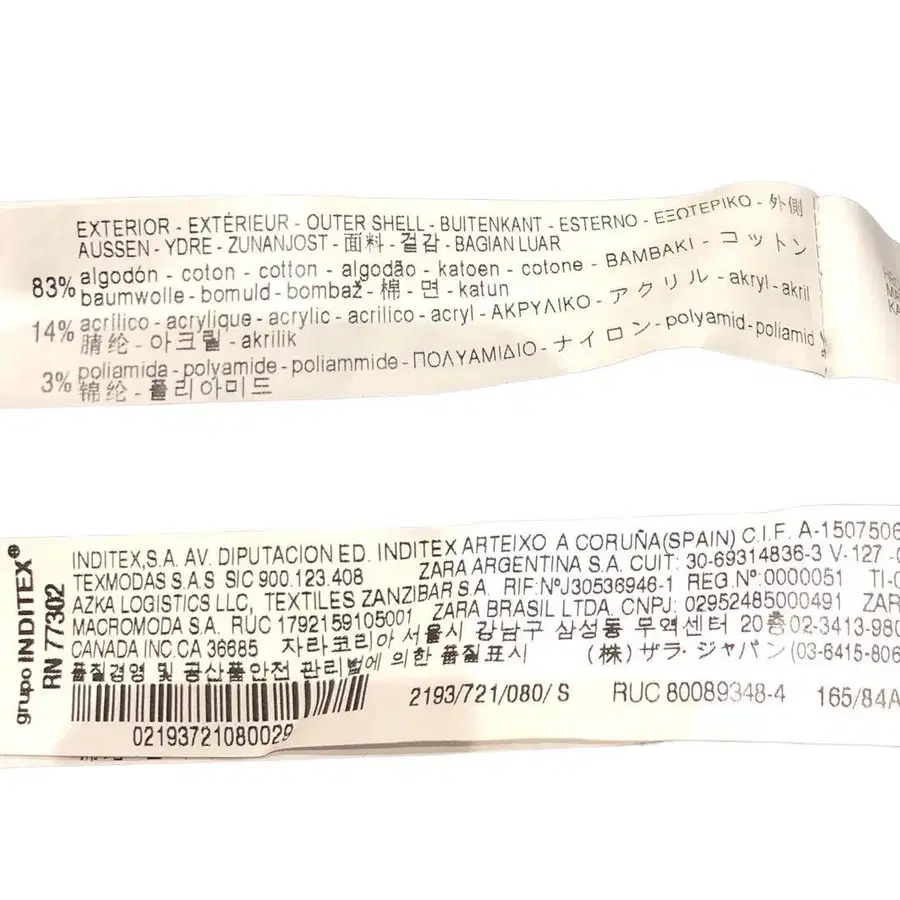 EXTERIOR - EXTÉRIEUR - OUTER SHELL - BUITENKANT - ESTERNO - ΕΞΩΤΕΡΙΚΟ - 外側
AUSSEN - YDRE - ZUNANJOST - 面料 - 겉감 - BAGIAN LUAR
83% algodón - coton - cotton - algodão - katoen - cotone - BAMBAKI - コットン
baumwolle - bomuld - bombaž - 棉 - 면 - katun
14% acrílico - acrylique - acrylic - acrilico - acryl - ΑΚΡΥΛΙΚΟ - アクリル - akryl - akril
腈纶 - 아크릴 - akrilik
3% poliamida - polyamide - poliammide - ΠΟΛΥΑΜΙΔΙΟ - ナイロン - polyamid - poliamid
锦纶 - 폴리아미드
grupo INDITEX®
RN 77302
INDITEX,S.A. AV. DIPUTACION ED. INDITEX ARTEIXO A CORUÑA(SPAIN) C.I.F. A-1507506
TEXMODAS S.A.S SIC 900.123.408 ZARA ARGENTINA S.A. CUIT: 30-69314836-3 V-127
AZKA LOGISTICS LLC, TEXTILES ZANZIBAR S.A. RIF:NºJ30536946-1 REG.Nº:0000051 TI-0
MACROMODA S.A. RUC 1792159105001 ZARA BRASIL LTDA. CNPJ: 02952485000491 ZAR
CANADA INC.CA 36685 자라코리아 서울시 강남구 삼성동 무역센터 20층02-3413-980
품질경영 및 공산품안전 관리법에 의한 품질표시 (株) ザラ・ジャパン (03-6415-806
2193/721/080/ S RUC 80089348-4 165/84A
02193721080029